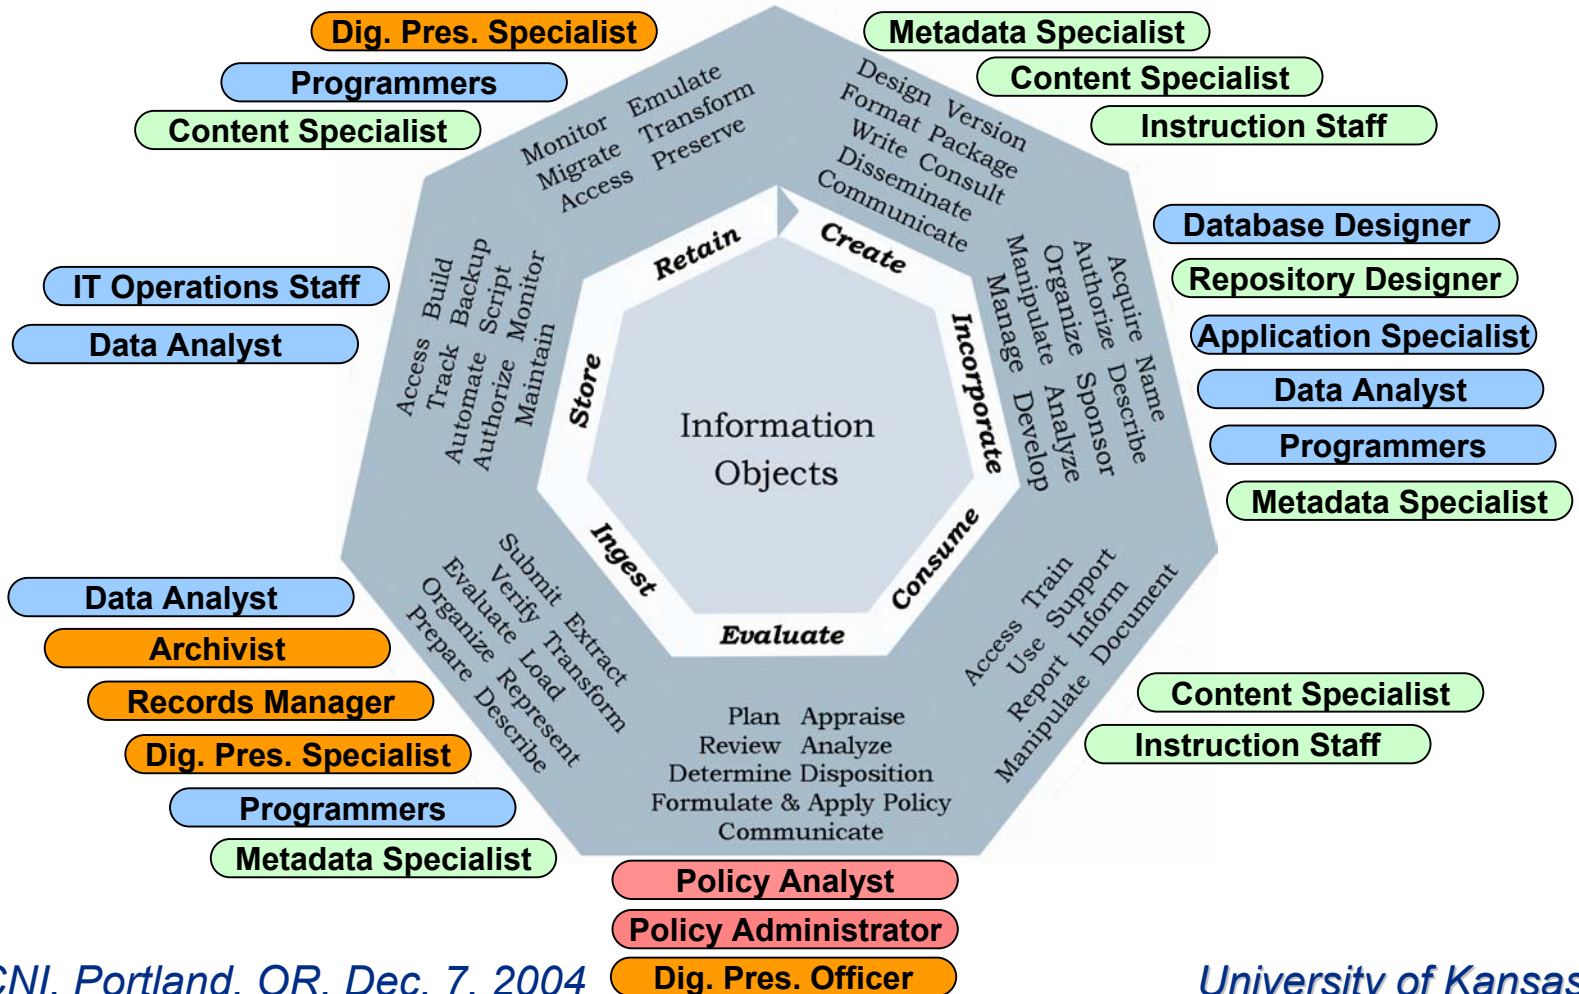 Dig. Pres. Specialist
Programmers
Content Specialist
Metadata Specialist
Content Specialist
Instruction Staff
Monitor Emulate
Migrate Transform
Access Preserve
Design Version
Format Package
Write Consult
Disseminate
Communicate
Retain
Create
Database Designer
Repository Designer
Application Specialist
Data Analyst
Programmers
Metadata Specialist
Acquire Name
Authorize Describe
Organize Sponsor
Manipulate Analyze
Manage Develop
Incorporate
IT Operations Staff
Data Analyst
Access Build
Track Backup
Automate Script
Authorize Monitor
Maintain
Store
Information
Objects
Consume
Access Train
Use Support
Report Inform
Manipulate Document
Content Specialist
Instruction Staff
Ingest
Submit Extract
Verify Transform
Evaluate Load
Organize Represent
Prepare Describe
Data Analyst
Archivist
Records Manager
Dig. Pres. Specialist
Programmers
Metadata Specialist
Evaluate
Plan Appraise
Review Analyze
Determine Disposition
Formulate & Apply Policy
Communicate
Policy Analyst
Policy Administrator
Dig. Pres. Officer
CNI, Portland, OR, Dec. 7, 2004
University of Kansas